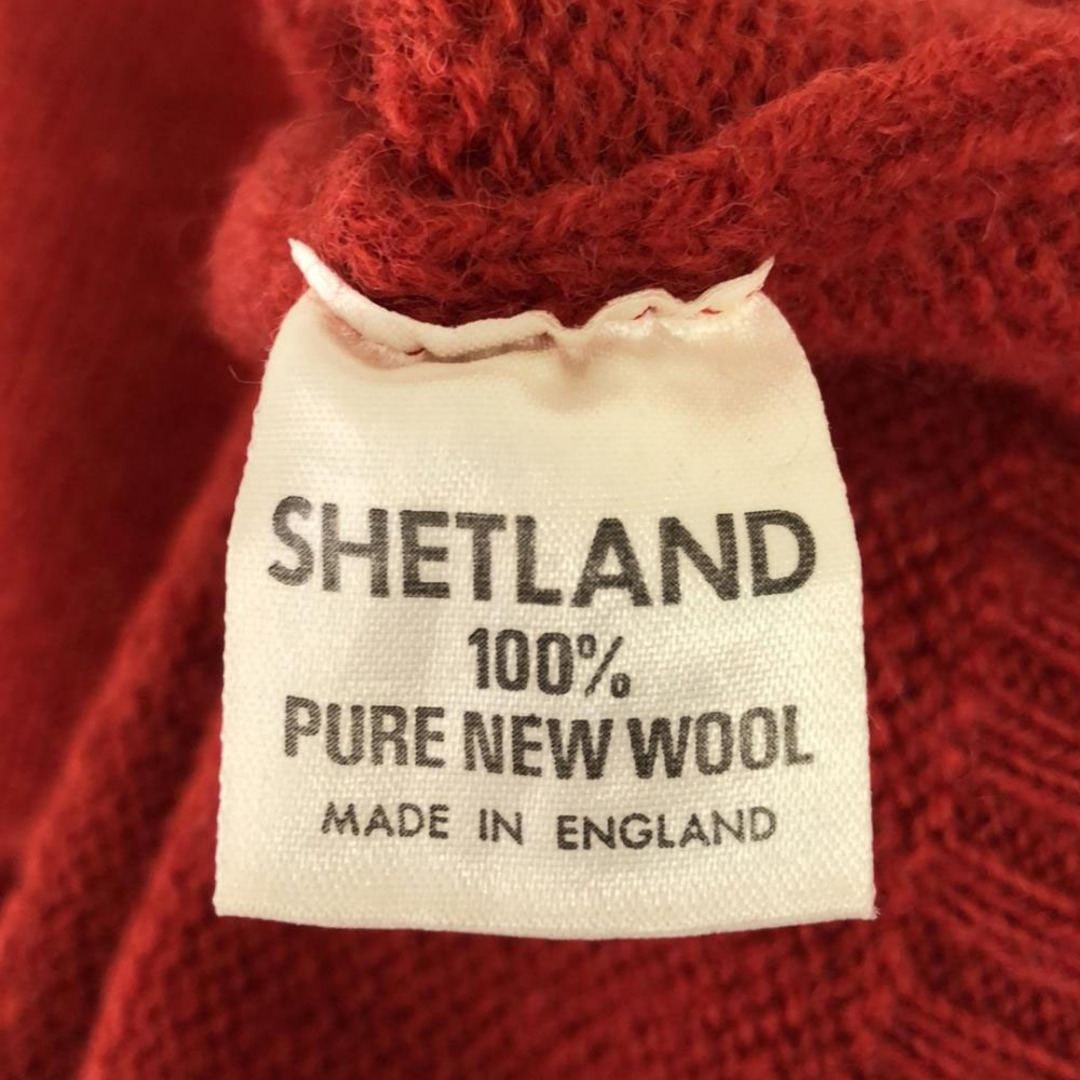 SHETLAND
100%
PURE NEW WOOL
MADE IN ENGLAND